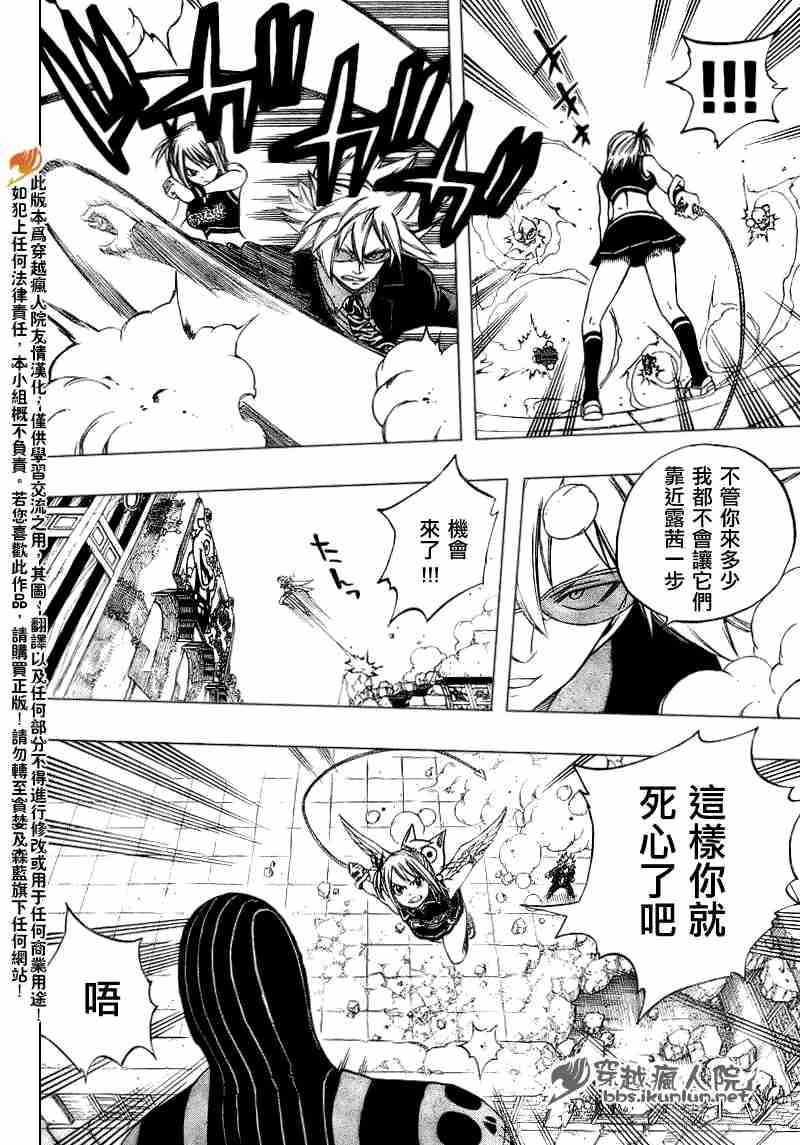 !!!
ガガガガ
不管你來多少
我都不會讓它們
靠近露茜一步
機會
來了!!!
たんっ
這樣你就
死心了吧
唔
此版本爲穿越瘋人院友情漢化，僅供學習交流之用，其圖、翻譯以及任何部分不得進行修改或用于任何商業用途！
如犯上任何法律責任，本小組概不負責。若您喜歡此作品，請購買正版！請勿轉至貪婪及森藍旗下任何網站！
穿越瘋人院
bbs.ikunlun.net